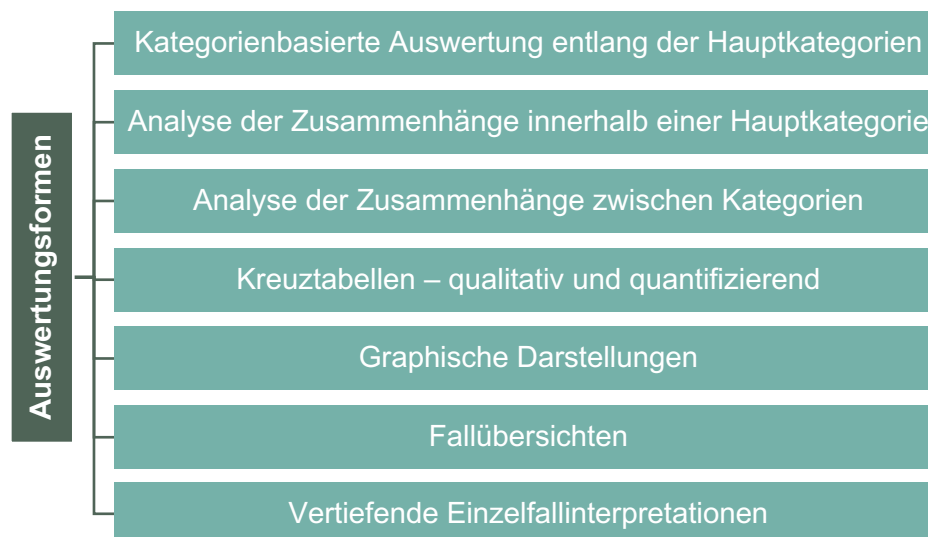 Auswertungsformen
Kategorienbasierte Auswertung entlang der Hauptkategorien
Analyse der Zusammenhänge innerhalb einer Hauptkategorie
Analyse der Zusammenhänge zwischen Kategorien
Kreuztabellen – qualitativ und quantifizierend
Graphische Darstellungen
Fallübersichten
Vertiefende Einzelfallinterpretationen